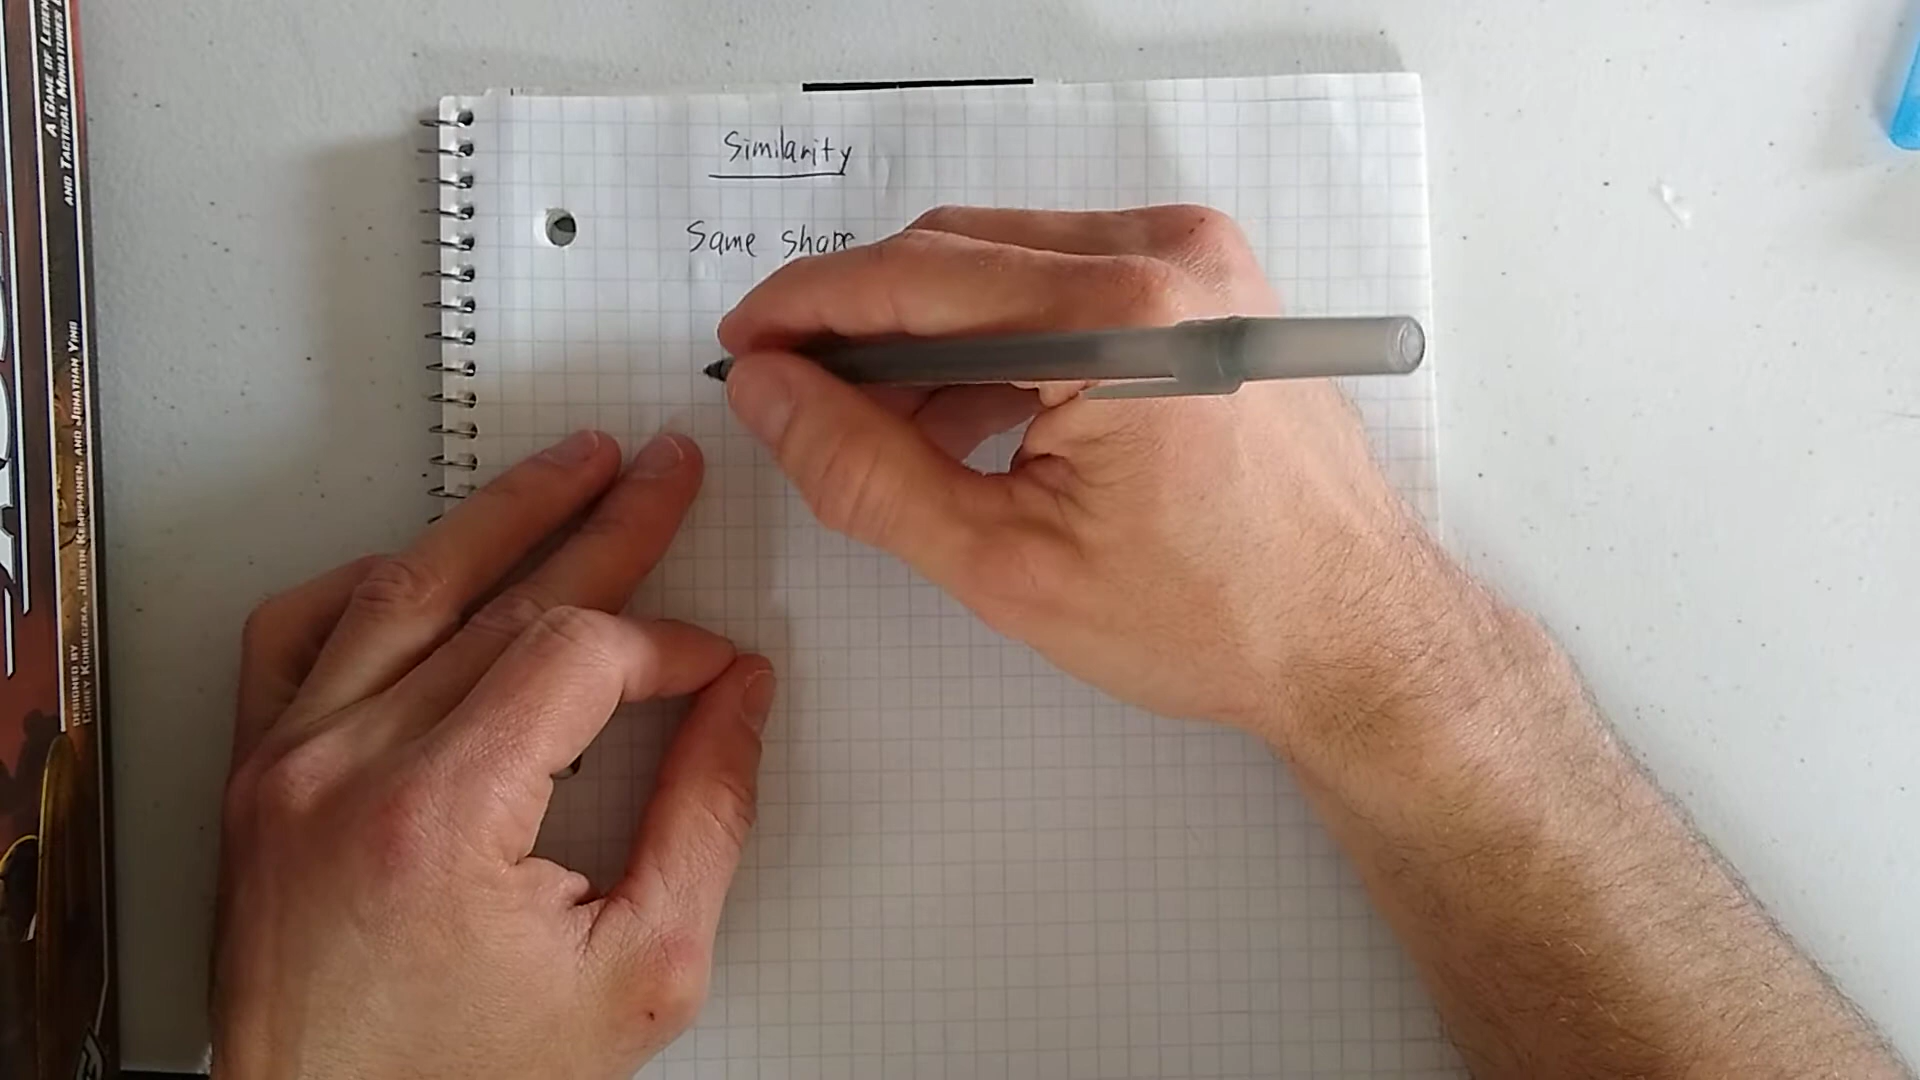 Similarity
Same shape
A GAME OF LEGEN
AND TACTICAL MINIATURES
DESIGNED BY
COREY KONIECZKA, JUSTIN KEMPPAINEN, AND JONATHAN YING